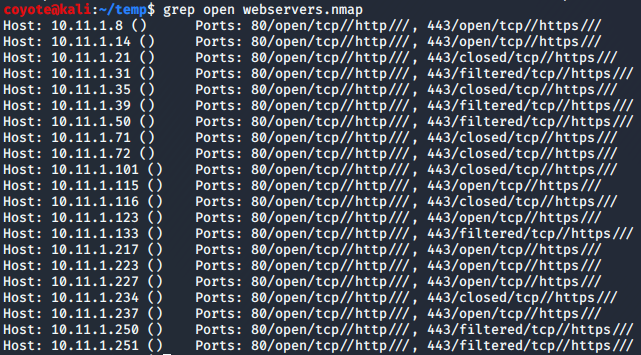 coyote@kali:~/temp$ grep open webservers.nmap
Host: 10.11.1.8 () Ports: 80/open/tcp//http///, 443/open/tcp//https///
Host: 10.11.1.14 () Ports: 80/open/tcp//http///, 443/open/tcp//https///
Host: 10.11.1.21 () Ports: 80/open/tcp//http///, 443/closed/tcp//https///
Host: 10.11.1.31 () Ports: 80/open/tcp//http///, 443/filtered/tcp//https///
Host: 10.11.1.35 () Ports: 80/open/tcp//http///, 443/closed/tcp//https///
Host: 10.11.1.39 () Ports: 80/open/tcp//http///, 443/filtered/tcp//https///
Host: 10.11.1.50 () Ports: 80/open/tcp//http///, 443/filtered/tcp//https///
Host: 10.11.1.71 () Ports: 80/open/tcp//http///, 443/closed/tcp//https///
Host: 10.11.1.72 () Ports: 80/open/tcp//http///, 443/closed/tcp//https///
Host: 10.11.1.101 () Ports: 80/open/tcp//http///, 443/closed/tcp//https///
Host: 10.11.1.115 () Ports: 80/open/tcp//http///, 443/open/tcp//https///
Host: 10.11.1.116 () Ports: 80/open/tcp//http///, 443/closed/tcp//https///
Host: 10.11.1.123 () Ports: 80/open/tcp//http///, 443/open/tcp//https///
Host: 10.11.1.133 () Ports: 80/open/tcp//http///, 443/filtered/tcp//https///
Host: 10.11.1.217 () Ports: 80/open/tcp//http///, 443/open/tcp//https///
Host: 10.11.1.223 () Ports: 80/open/tcp//http///, 443/open/tcp//https///
Host: 10.11.1.227 () Ports: 80/open/tcp//http///, 443/open/tcp//https///
Host: 10.11.1.234 () Ports: 80/open/tcp//http///, 443/closed/tcp//https///
Host: 10.11.1.237 () Ports: 80/open/tcp//http///, 443/open/tcp//https///
Host: 10.11.1.250 () Ports: 80/open/tcp//http///, 443/filtered/tcp//https///
Host: 10.11.1.251 () Ports: 80/open/tcp//http///, 443/filtered/tcp//https///